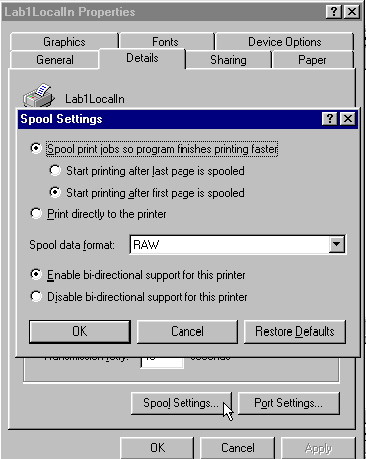 Lab1LocalIn Properties
Graphics Fonts Device Options
General Details Sharing Paper
Lab1LocalIn
Spool Settings
Spool print jobs so program finishes printing faster
Start printing after last page is spooled
Start printing after first page is spooled
Print directly to the printer
Spool data format: RAW
Enable bi-directional support for this printer
Disable bi-directional support for this printer
OK Cancel Restore Defaults
Spool Settings... Port Settings...
OK Cancel Apply